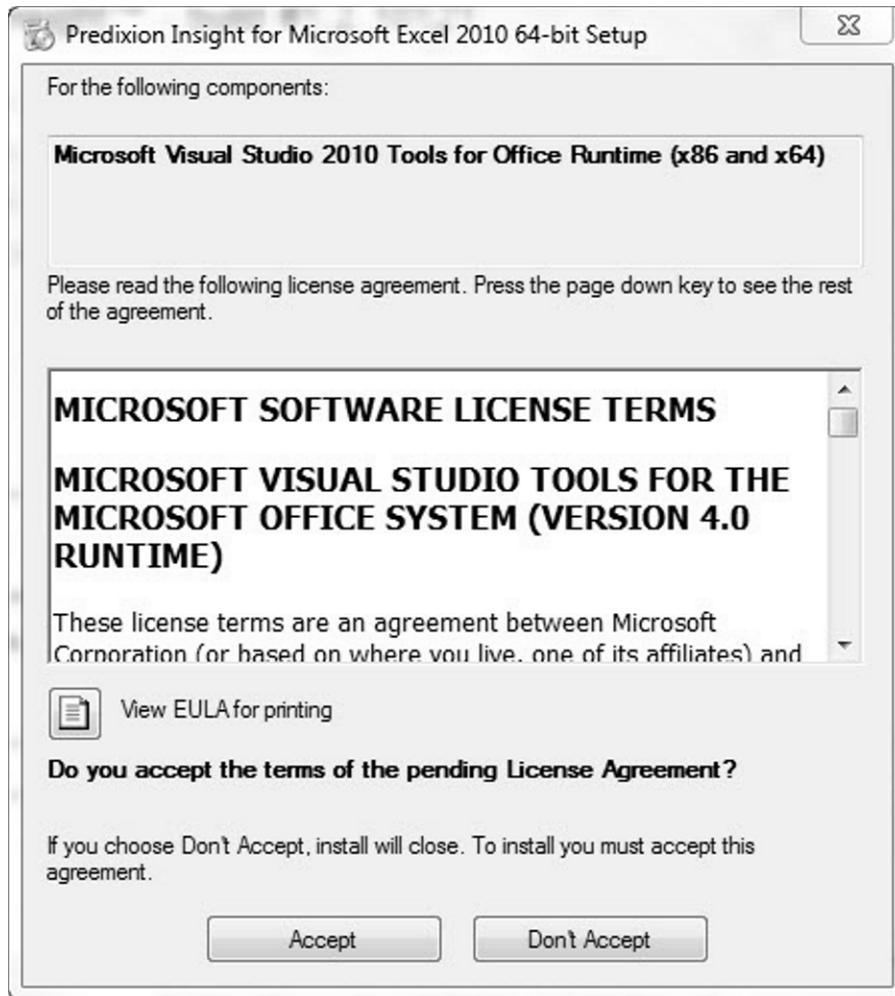 Predixion Insight for Microsoft Excel 2010 64-bit Setup
For the following components:
Microsoft Visual Studio 2010 Tools for Office Runtime (x86 and x64)
Please read the following license agreement. Press the page down key to see the rest
of the agreement.
MICROSOFT SOFTWARE LICENSE TERMS
MICROSOFT VISUAL STUDIO TOOLS FOR THE
MICROSOFT OFFICE SYSTEM (VERSION 4.0
RUNTIME)
These license terms are an agreement between Microsoft
Corporation (or based on where you live, one of its affiliates) and
View EULA for printing
Do you accept the terms of the pending License Agreement?
If you choose Don't Accept, install will close. To install you must accept this
agreement.
Accept
Don't Accept